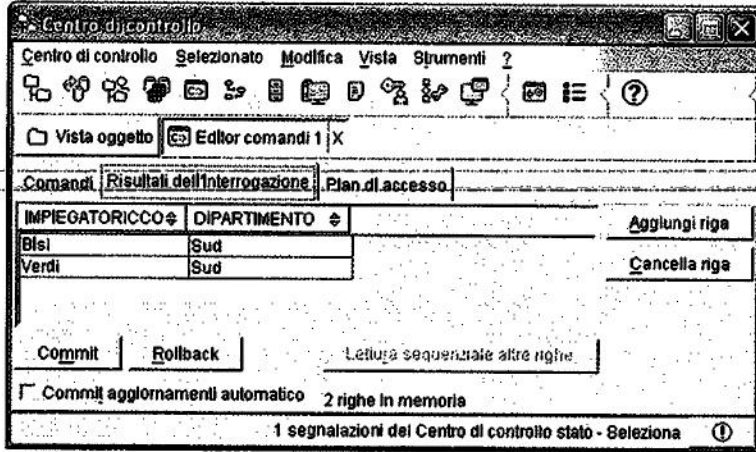 Centro di controllo
Centro di controllo Selezionato Modifica Vista Strumenti ?
Vista oggetto Editor comandi 1 X
Comandi Risultati dell'interrogazione Plan di accesso
IMPIEGATORICCO DIPARTIMENTO
Bisi Sud
Verdi Sud
Aggiungi riga
Cancella riga
Commit Rollback Lettura sequenziale altre righe
Commit aggiornamenti automatico 2 righe in memoria
1 segnalazioni del Centro di controllo stato - Seleziona